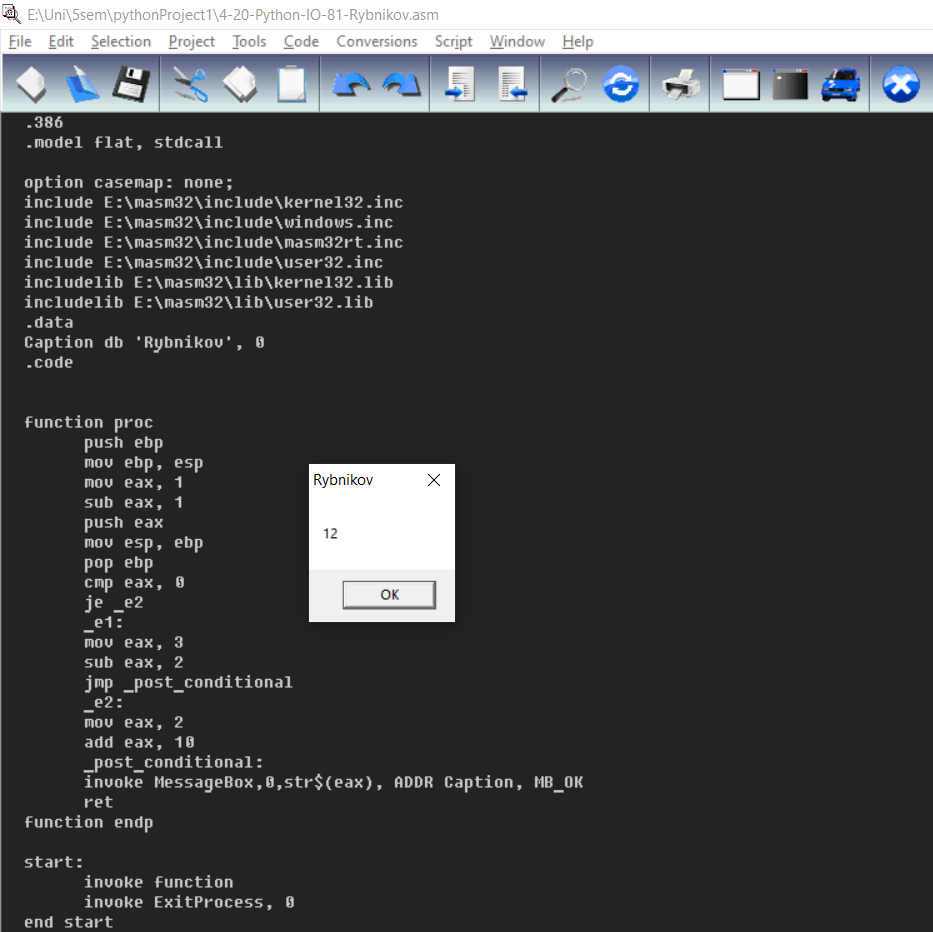 E:\Uni\5sem\pythonProject1\4-20-Python-IO-81-Rybnikov.asm
File Edit Selection Project Tools Code Conversions Script Window Help
.386
.model flat, stdcall
option casemap: none;
include E:\masm32\include\kernel32.inc
include E:\masm32\include\windows.inc
include E:\masm32\include\masm32rt.inc
include E:\masm32\include\user32.inc
includelib E:\masm32\lib\kernel32.lib
includelib E:\masm32\lib\user32.lib
.data
Caption db 'Rybnikov', 0
.code
function proc
push ebp
mov ebp, esp
mov eax, 1
sub eax, 1
push eax
mov esp, ebp
pop ebp
cmp eax, 0
je _e2
_e1:
mov eax, 3
sub eax, 2
jmp _post_conditional
_e2:
mov eax, 2
add eax, 10
_post_conditional:
invoke MessageBox,0,str$(eax), ADDR Caption, MB_OK
ret
function endp
start:
invoke function
invoke ExitProcess, 0
end start
Rybnikov
12
OK